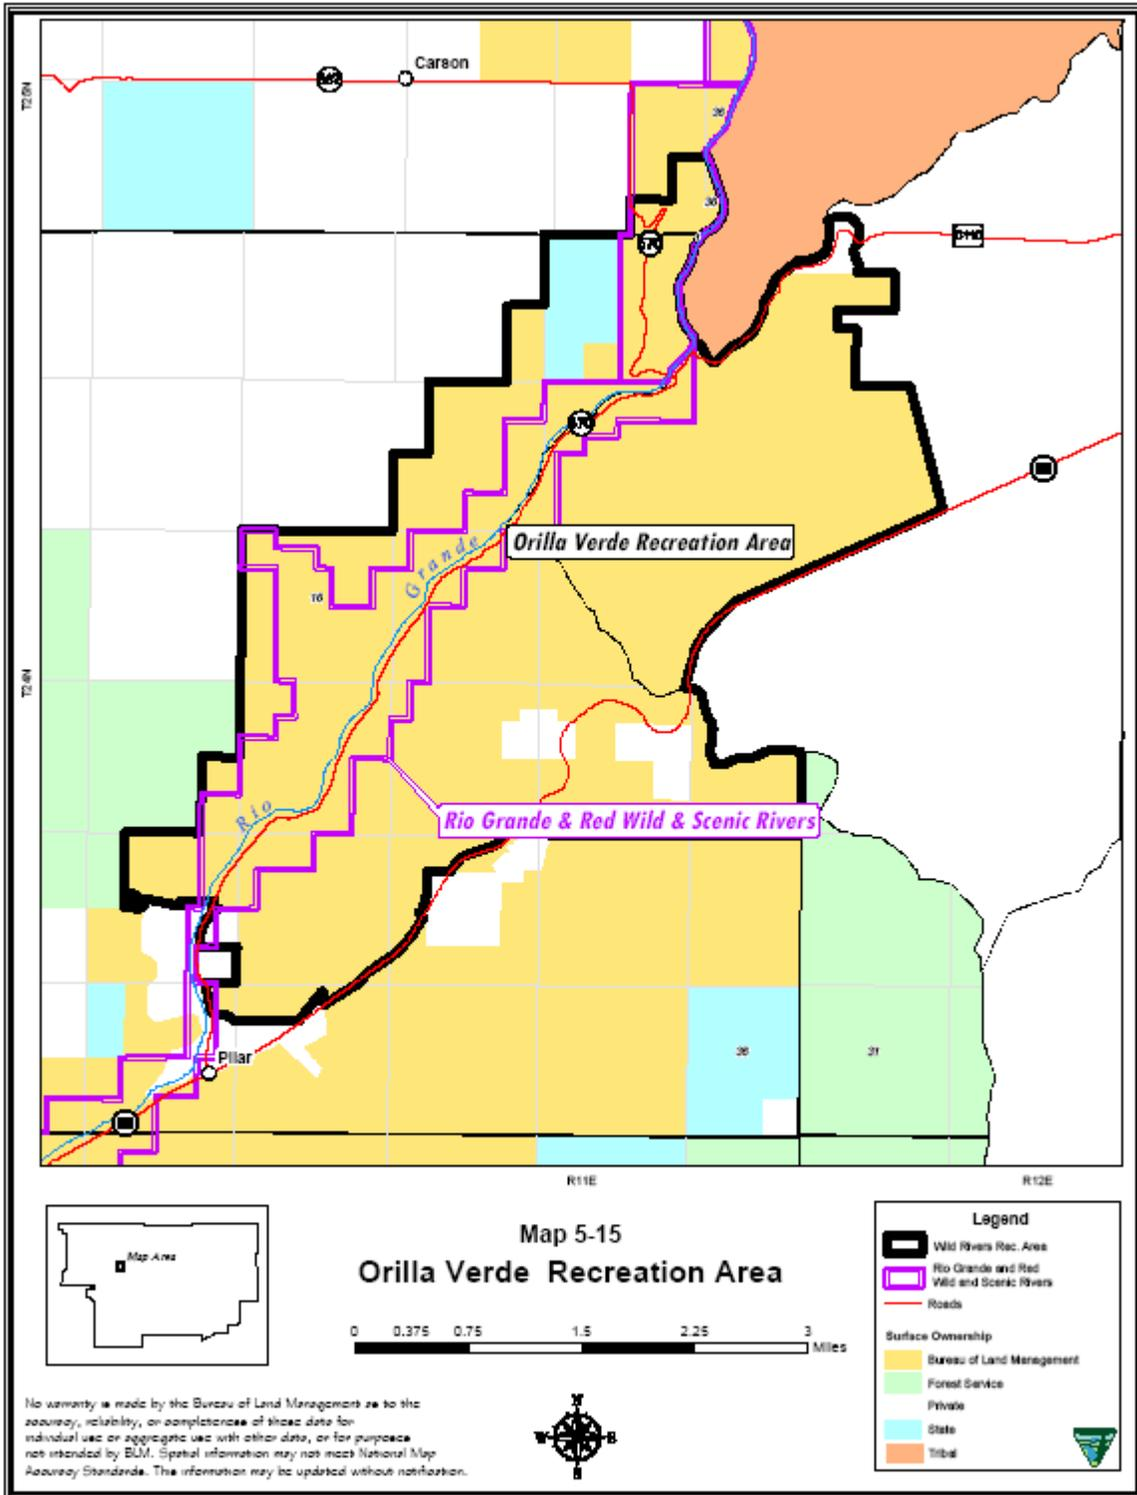 Carson
T25N
36
36
570
570
Orilla Verde Recreation Area
Grande
16
T24N
Rio
Rio Grande & Red Wild & Scenic Rivers
Pilar
36
31
R11E
R12E
Map Area
Map 5-15
Orilla Verde Recreation Area
0 0.375 0.75 1.5 2.25 3
Miles
No warranty is made by the Bureau of Land Management as to the
accuracy, reliability, or completeness of these data for
individual use or aggregate use with other data, or for purposes
not intended by BLM. Spatial information may not meet National Map
Accuracy Standards. This information may be updated without notification.
N
W E
S
Legend
Wild Rivers Rec. Area
Rio Grande and Red
Wild and Scenic Rivers
Roads
Surface Ownership
Bureau of Land Management
Forest Service
Private
State
Tribal